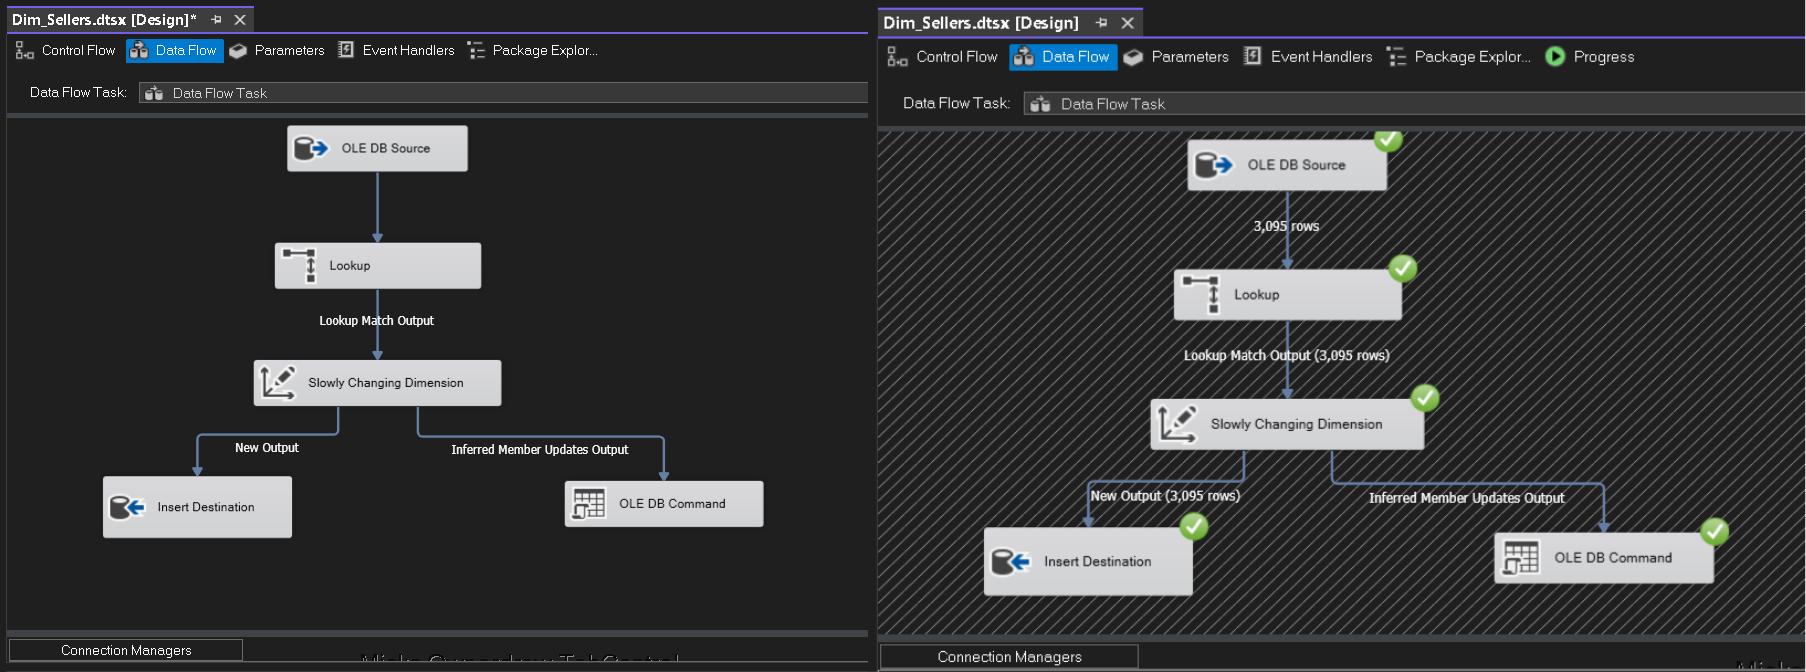 Dim_Sellers.dtsx [Design]*
Control Flow Data Flow Parameters Event Handlers Package Explor...
Data Flow Task: Data Flow Task
OLE DB Source
Lookup
Lookup Match Output
Slowly Changing Dimension
New Output
Inferred Member Updates Output
Insert Destination
OLE DB Command
Connection Managers
Dim_Sellers.dtsx [Design]
Control Flow Data Flow Parameters Event Handlers Package Explor... Progress
Data Flow Task: Data Flow Task
OLE DB Source
3,095 rows
Lookup
Lookup Match Output (3,095 rows)
Slowly Changing Dimension
New Output (3,095 rows)
Inferred Member Updates Output
Insert Destination
OLE DB Command
Connection Managers